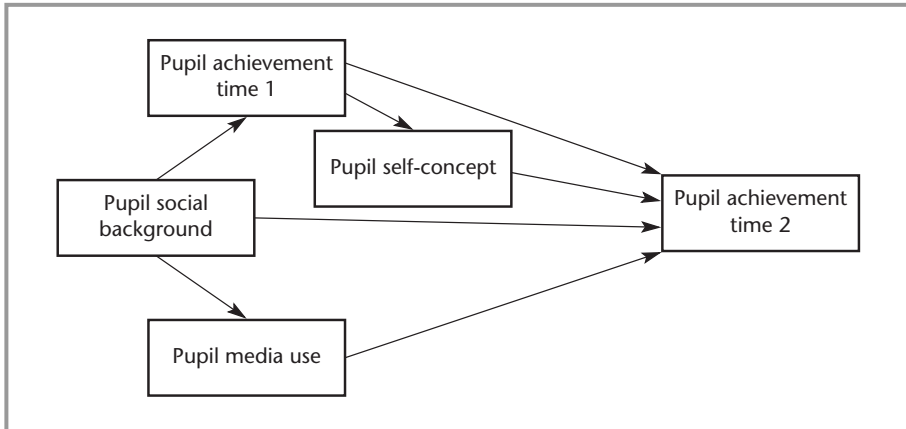 Pupil achievement
time 1
Pupil self-concept
Pupil social
background
Pupil achievement
time 2
Pupil media use